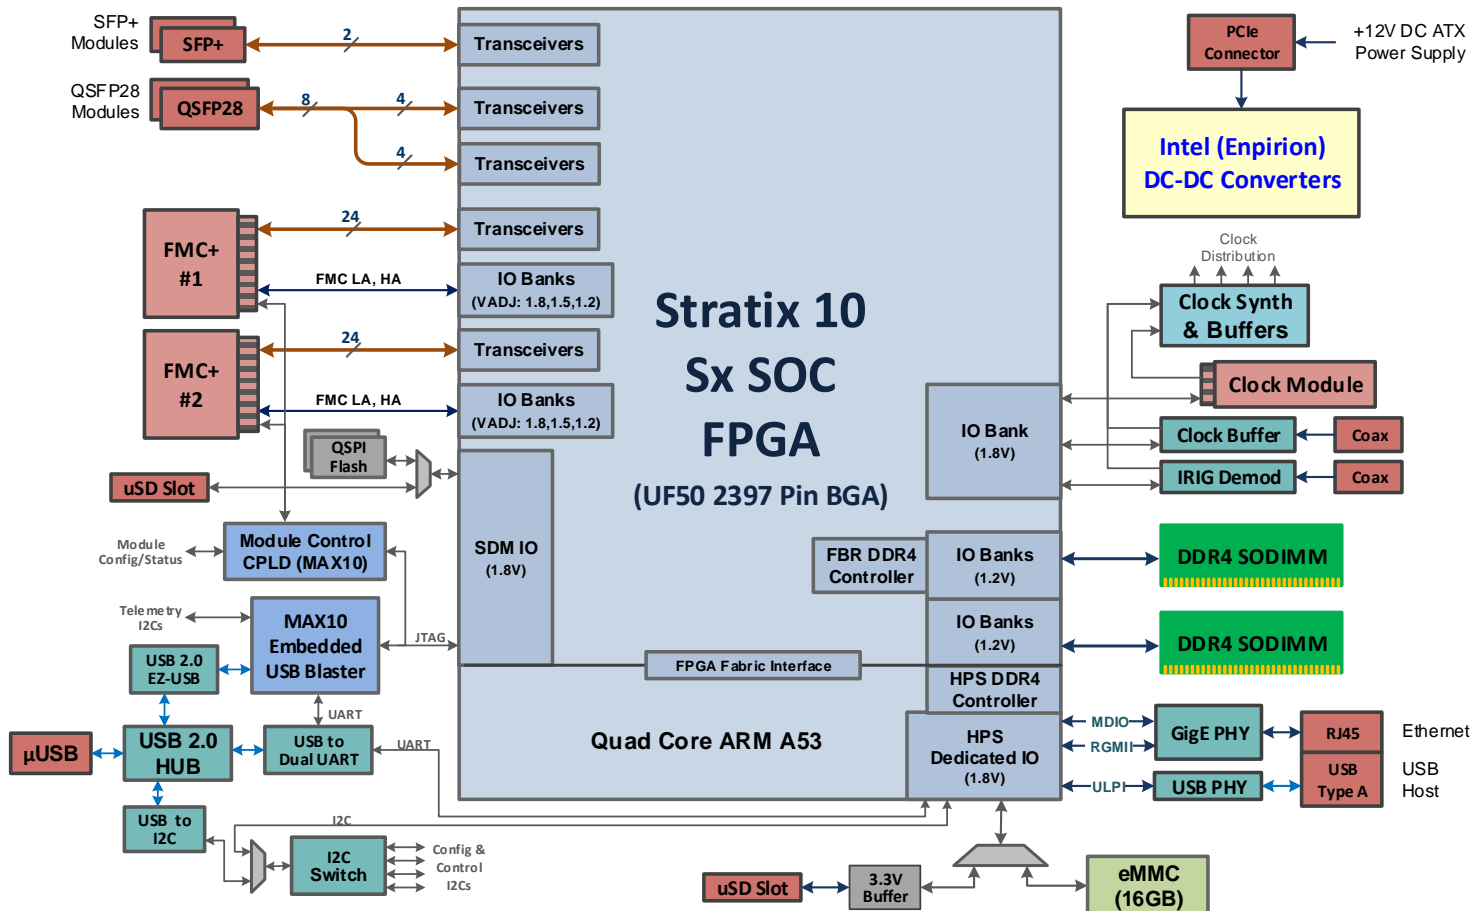 SFP+
Modules
SFP+
2
Transceivers
QSFP28
Modules
QSFP28
8
4
Transceivers
4
Transceivers
FMC+
#1
24
Transceivers
FMC LA, HA
IO Banks
(VADJ: 1.8,1.5,1.2)
FMC+
#2
24
Transceivers
FMC LA, HA
IO Banks
(VADJ: 1.8,1.5,1.2)
QSPI
Flash
uSD Slot
SDM IO
(1.8V)
Module
Config/Status
Module Control
CPLD (MAX10)
Telemetry
I2Cs
MAX10
Embedded
USB Blaster
JTAG
USB 2.0
EZ-USB
UART
µUSB
USB 2.0
HUB
USB to
Dual UART
UART
USB to
I2C
I2C
I2C
Switch
Config &
Control
I2Cs
Stratix 10
Sx SOC
FPGA
(UF50 2397 Pin BGA)
FPGA Fabric Interface
Quad Core ARM A53
PCIe
Connector
+12V DC ATX
Power Supply
Intel (Enpirion)
DC-DC Converters
Clock
Distribution
Clock Synth
& Buffers
Clock Module
IO Bank
(1.8V)
Clock Buffer
Coax
IRIG Demod
Coax
FBR DDR4
Controller
IO Banks
(1.2V)
DDR4 SODIMM
IO Banks
(1.2V)
DDR4 SODIMM
HPS DDR4
Controller
HPS
Dedicated IO
(1.8V)
MDIO
RGMII
GigE PHY
RJ45
Ethernet
ULPI
USB PHY
USB
Type A
USB
Host
uSD Slot
3.3V
Buffer
eMMC
(16GB)